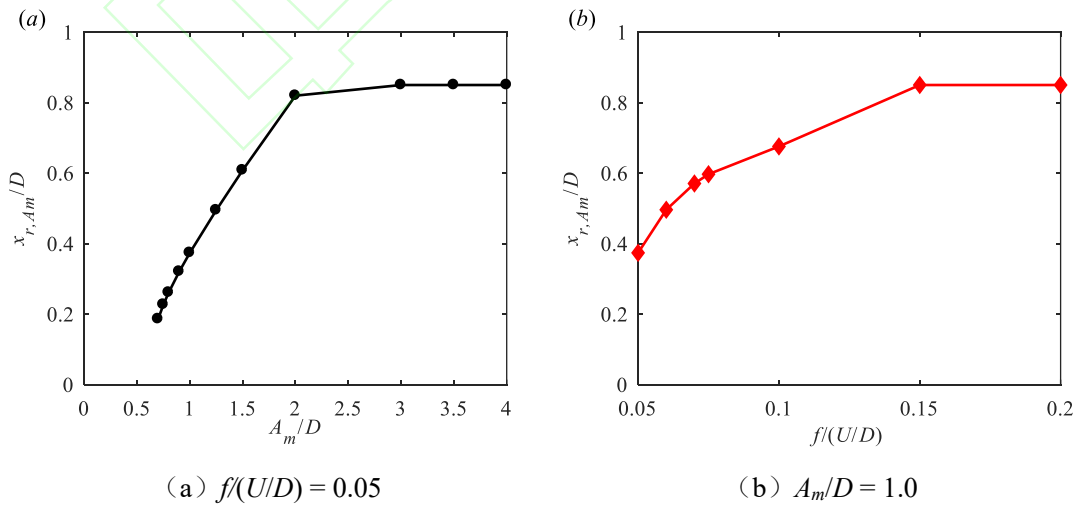 (a)
1
0.8
0.6
0.4
0.2
0
x_{r,Am}/D
0 0.5 1 1.5 2 2.5 3 3.5 4
A_m/D
(a) f/(U/D) = 0.05
(b)
1
0.8
0.6
0.4
0.2
0
x_{r,Am}/D
0.05 0.1 0.15 0.2
f/(U/D)
(b) A_m/D = 1.0